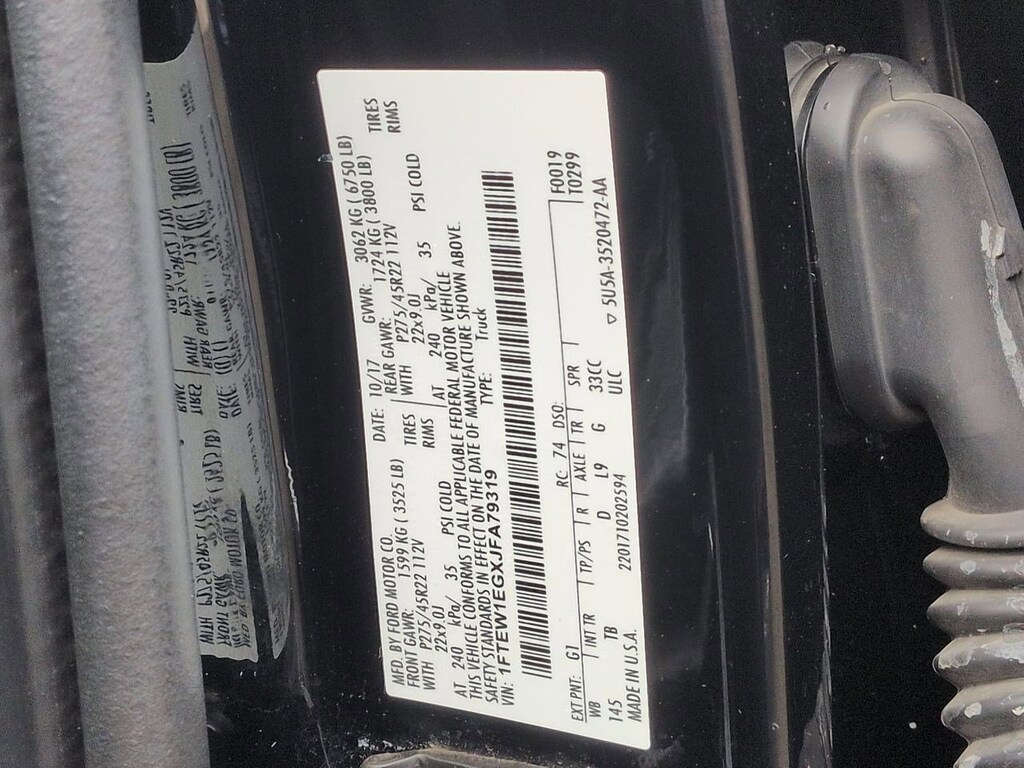 MFD. BY FORD MOTOR CO.
DATE: 10/17 GVWR: 3062 KG ( 6750 LB)
FRONT GAWR: 1599 KG ( 3525 LB) REAR GAWR: 1724 KG ( 3800 LB)
WITH P275/45R22 112V TIRES WITH P275/45R22 112V TIRES
22x9.0J RIMS 22x9.0J RIMS
AT 240 kPa/ 35 PSI COLD AT 240 kPa/ 35 PSI COLD
THIS VEHICLE CONFORMS TO ALL APPLICABLE FEDERAL MOTOR VEHICLE
SAFETY STANDARDS IN EFFECT ON THE DATE OF MANUFACTURE SHOWN ABOVE.
VIN: 1FTEW1EGXJFA79319 TYPE: Truck
EXT PNT: G1 RC: 74 DSO: F0019
WB INT TR TP/PS R AXLE TR SPR T0299
145 TB D L9 G 33CC
MADE IN U.S.A. 2201710202594 ULC ▽ 5U5A-3520472-AA